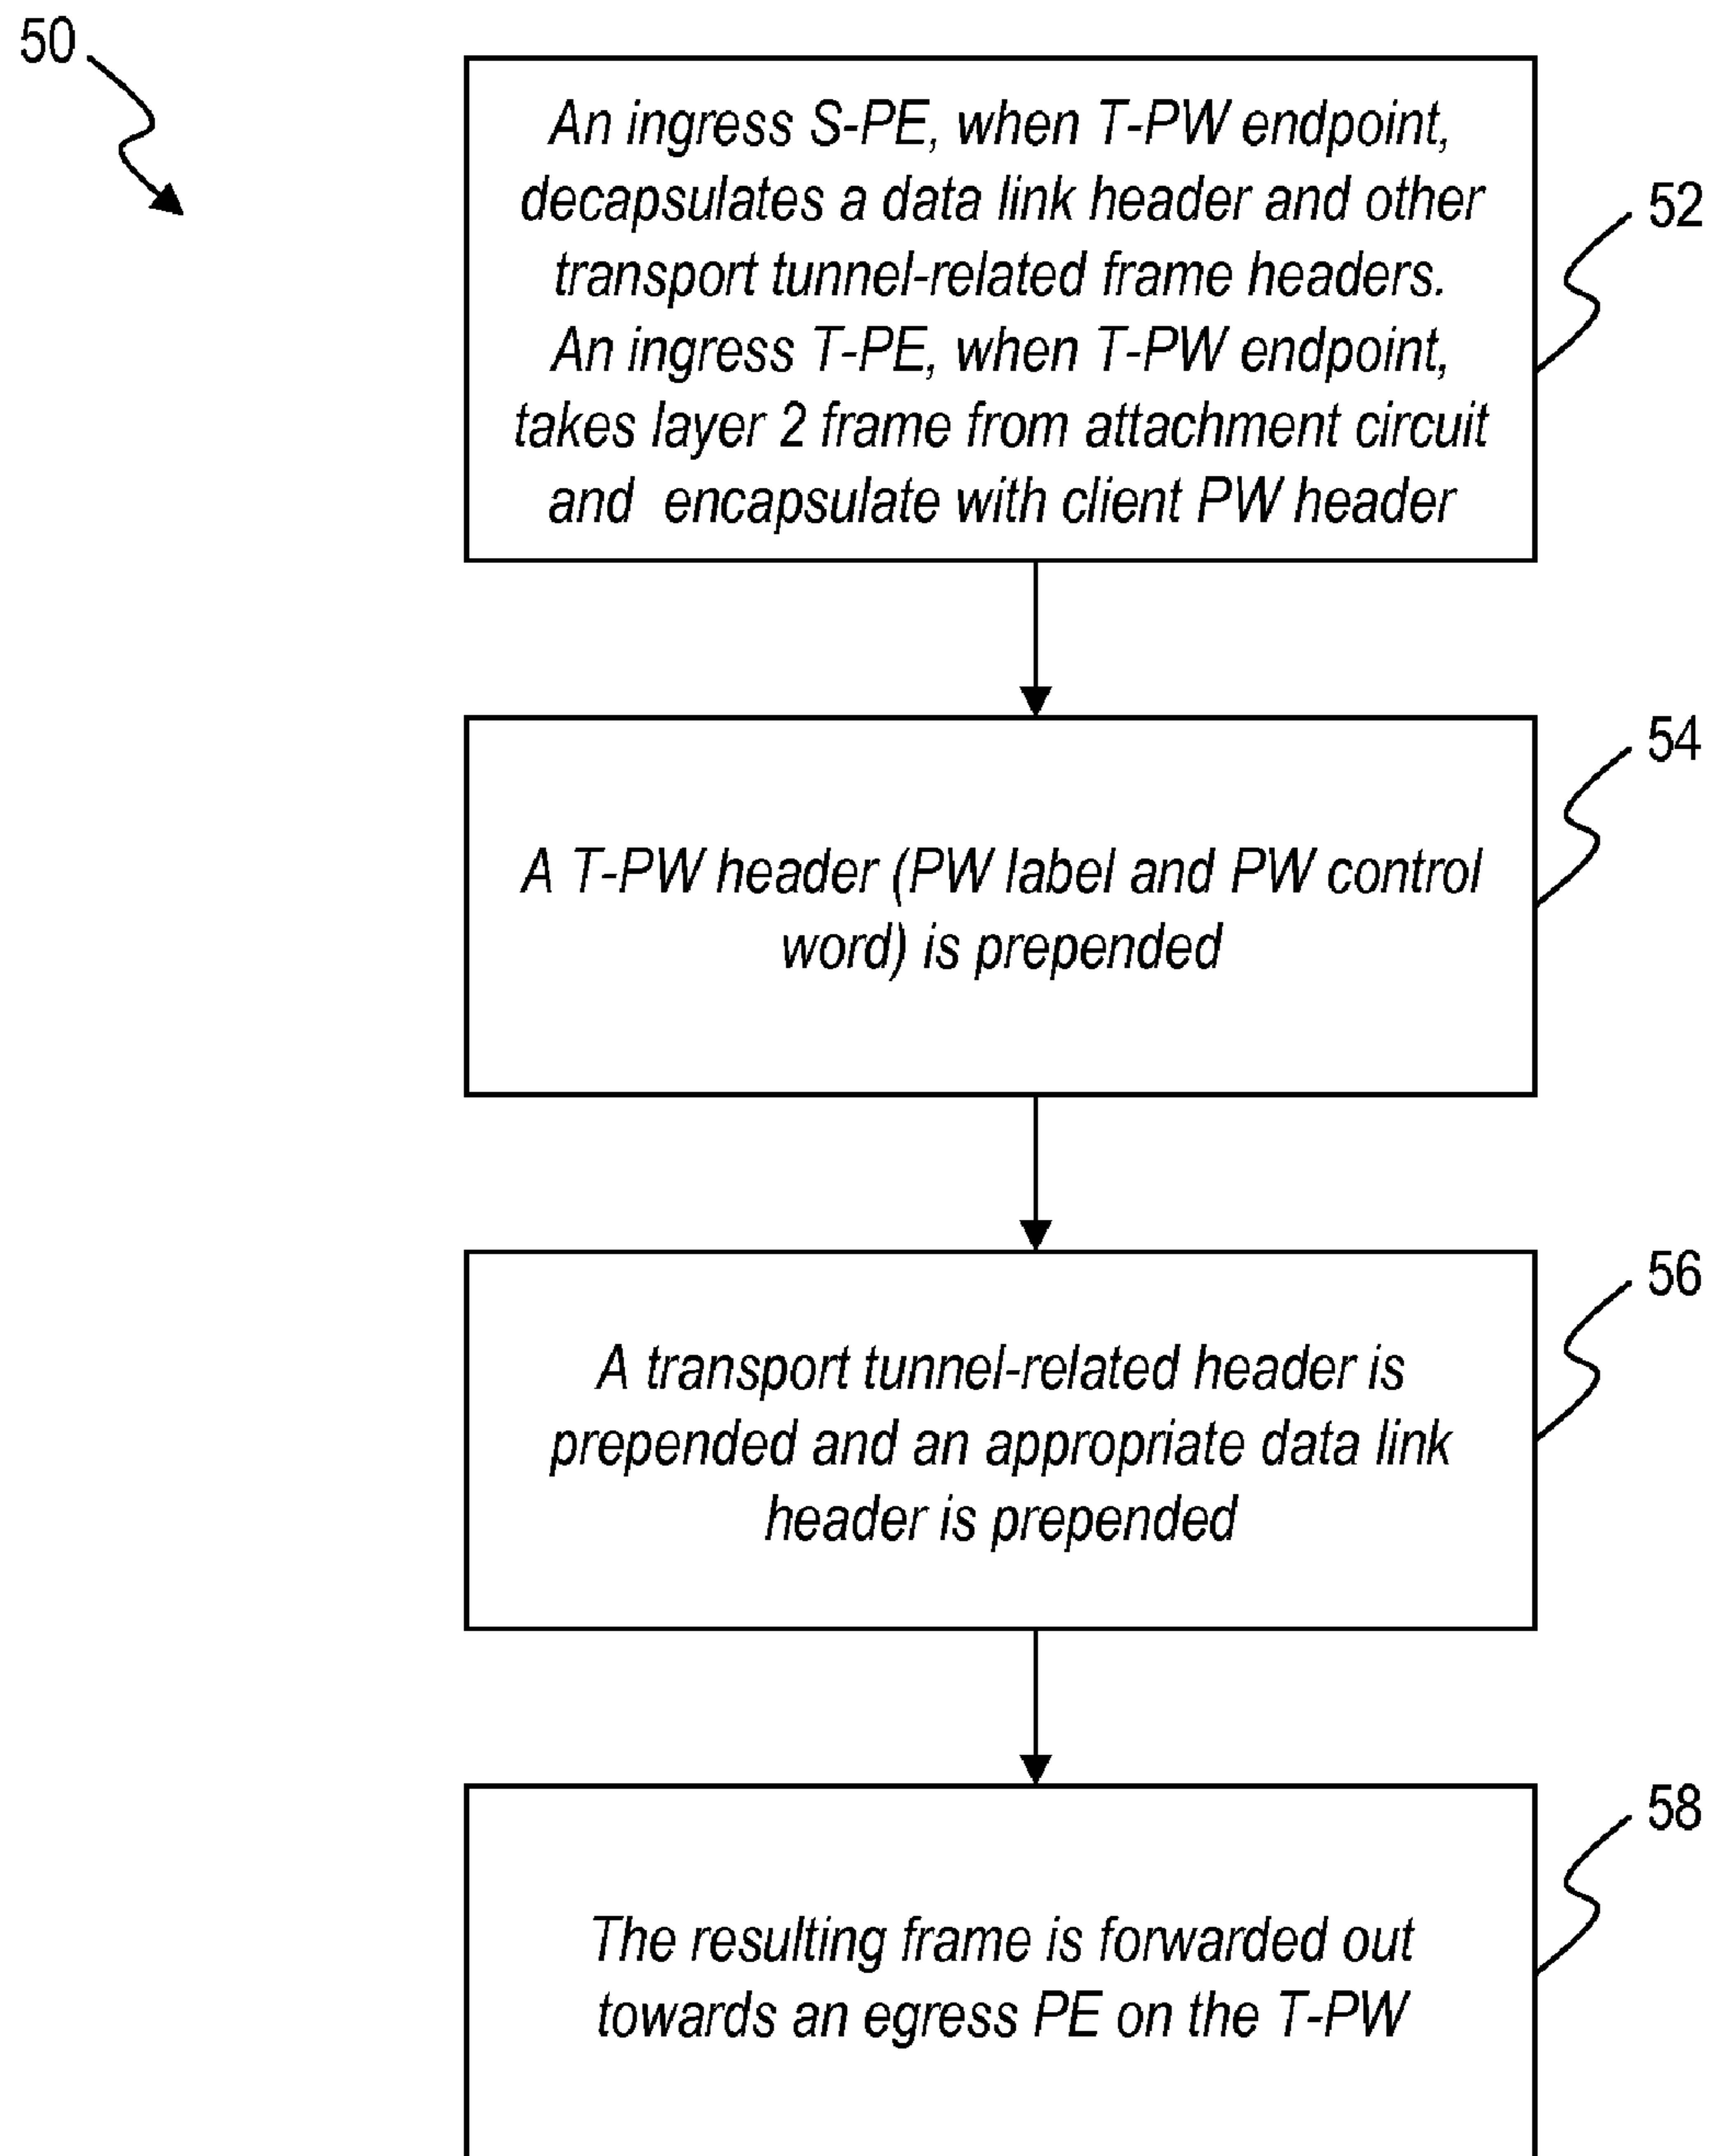 50
An ingress S-PE, when T-PW endpoint,
decapsulates a data link header and other
transport tunnel-related frame headers.
An ingress T-PE, when T-PW endpoint,
takes layer 2 frame from attachment circuit
and encapsulate with client PW header
52
A T-PW header (PW label and PW control
word) is prepended
54
A transport tunnel-related header is
prepended and an appropriate data link
header is prepended
56
The resulting frame is forwarded out
towards an egress PE on the T-PW
58